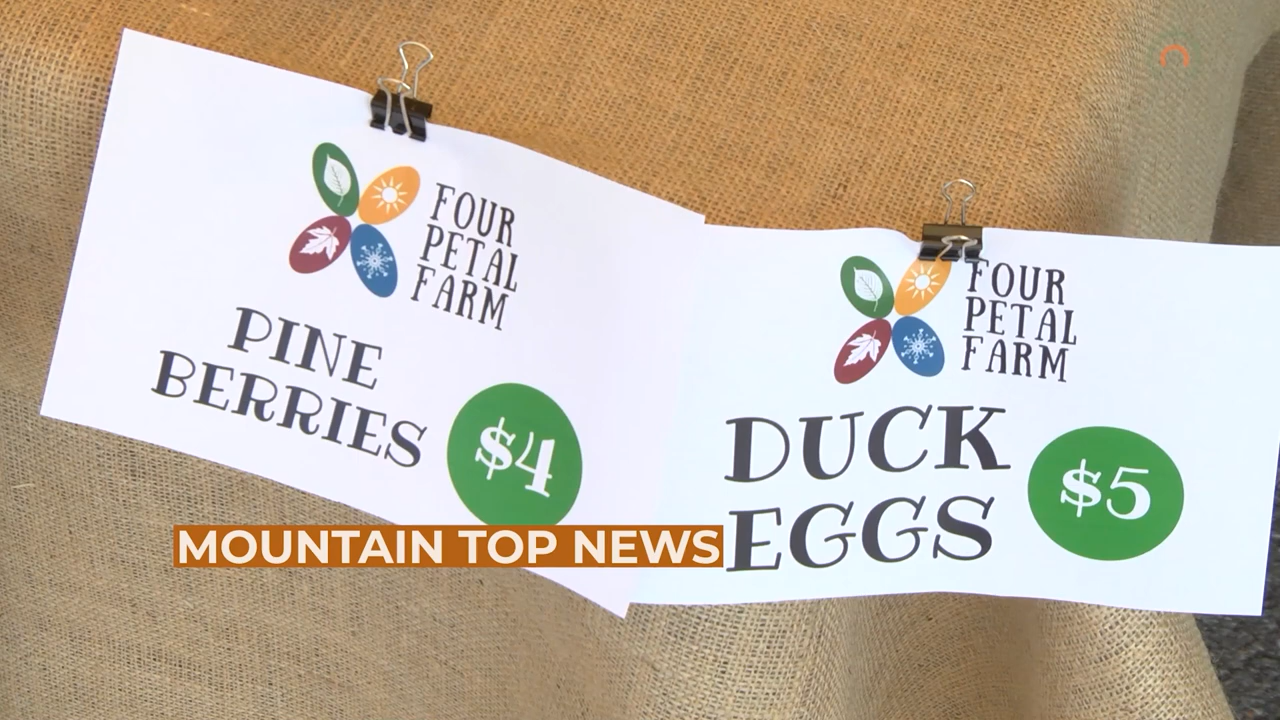 FOUR
PETAL
FARM
PINE
BERRIES
$4
FOUR
PETAL
FARM
DUCK
EGGS
$5
MOUNTAIN TOP NEWS